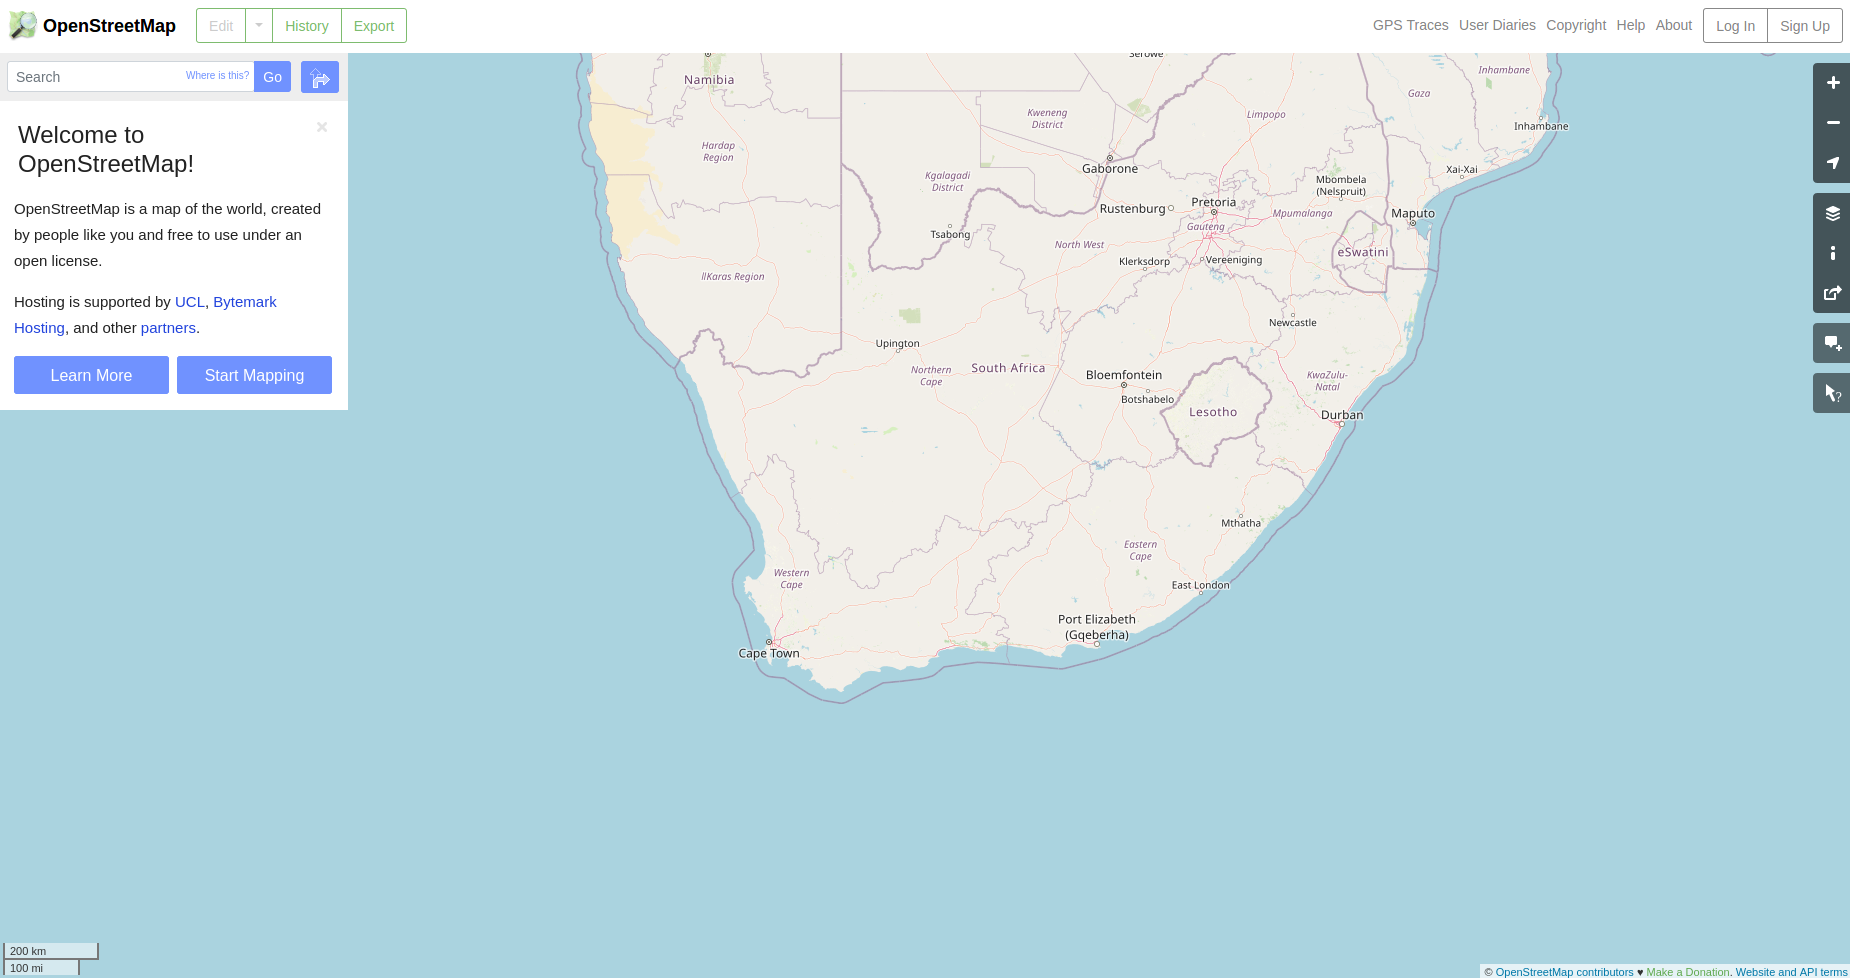 OpenStreetMap
Edit
History
Export
GPS Traces
User Diaries
Copyright
Help
About
Log In
Sign Up
Search
Where is this?
Go
Welcome to
OpenStreetMap!
OpenStreetMap is a map of the world, created
by people like you and free to use under an
open license.
Hosting is supported by UCL, Bytemark
Hosting, and other partners.
Learn More
Start Mapping
Serowe
Namibia
Inhambane
Gaza
Kweneng
District
Limpopo
Inhambane
Hardap
Region
Gaborone
Xai-Xai
Kgalagadi
District
Mbombela
(Nelspruit)
Rustenburg
Pretoria
Mpumalanga
Maputo
Gauteng
Tsabong
North West
eSwatini
Klerksdorp
Vereeniging
llKaras Region
Newcastle
Upington
South Africa
Northern
Cape
Bloemfontein
KwaZulu-
Natal
Botshabelo
Lesotho
Durban
Mthatha
Eastern
Cape
Western
Cape
East London
Port Elizabeth
(Gqeberha)
Cape Town
200 km
100 mi
© OpenStreetMap contributors ♥ Make a Donation. Website and API terms